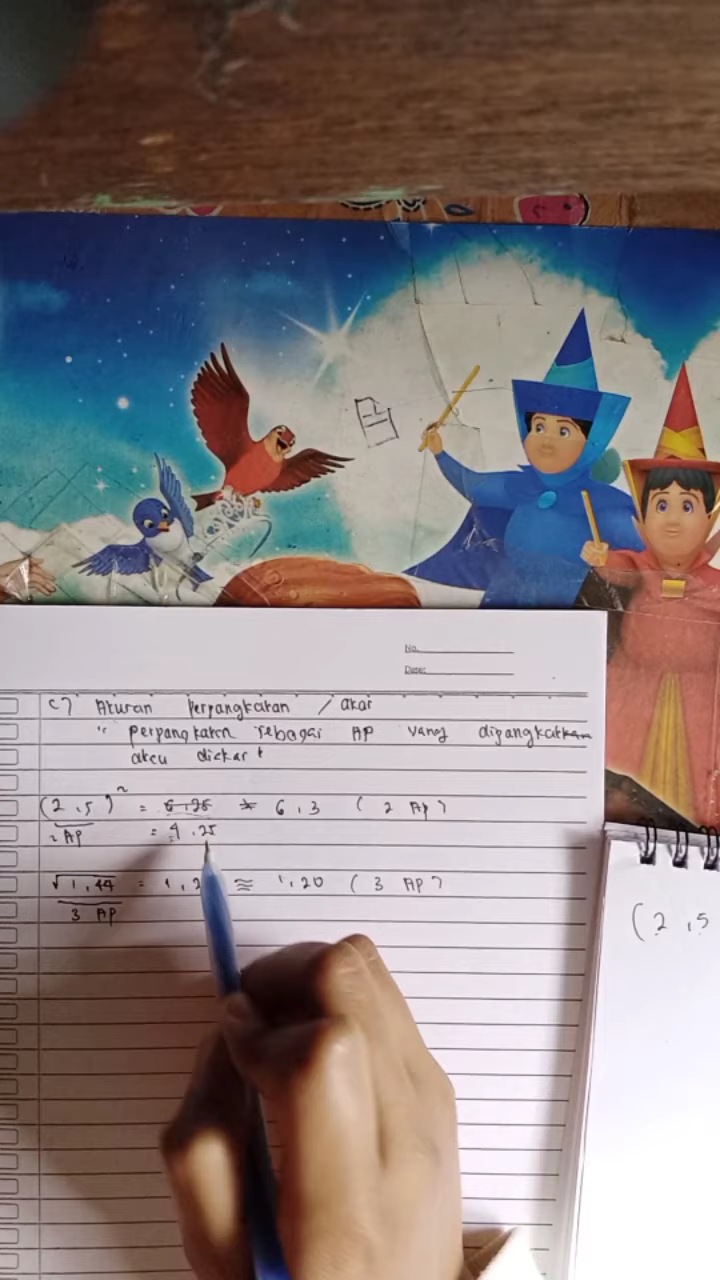 No.
Date:
C) Aturan perpangkatan / akar
" perpangkatan sebagai AP yang dipangkatkan
atau diakar "
(2,5)² = 6,25 ≈ 6,3 ( 2 AP )
2 AP = 4,25
√1,44 = 1,2 ≈ 1,20 ( 3 AP )
3 AP
(2,5